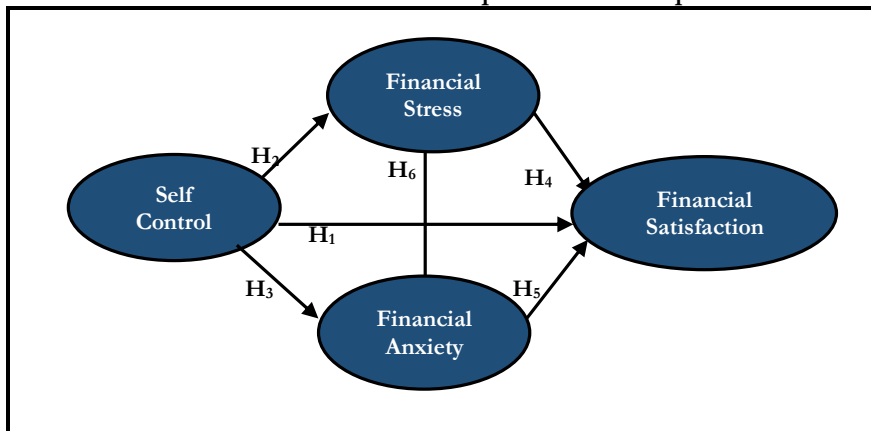 Financial
Stress
H₂
H₆
H₄
Self
Control
Financial
Satisfaction
H₁
H₃
H₅
Financial
Anxiety